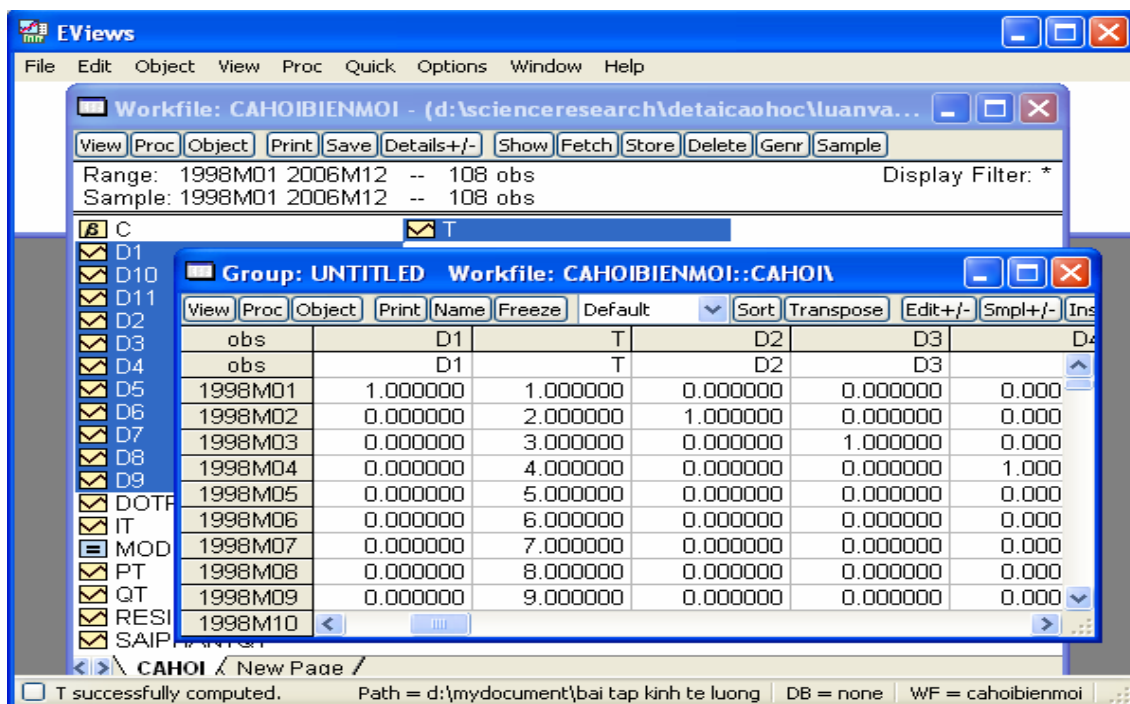 EViews
File Edit Object View Proc Quick Options Window Help
Workfile: CAHOIBIENMOI - (d:\scienceresearch\detaicaohoc\luanva...
View Proc Object Print Save Details+/- Show Fetch Store Delete Genr Sample
Range: 1998M01 2006M12 -- 108 obs Display Filter: *
Sample: 1998M01 2006M12 -- 108 obs
C T
D1
D10
D11
D2
D3
D4
D5
D6
D7
D8
D9
DOTP
IT
MOD
PT
QT
RESI
Group: UNTITLED Workfile: CAHOIBIENMOI::CAHOI\
View Proc Object Print Name Freeze Default Sort Transpose Edit+/- Smpl+/- Ins
obs D1 T D2 D3 D4
obs D1 T D2 D3
1998M01 1.000000 1.000000 0.000000 0.000000 0.000
1998M02 0.000000 2.000000 1.000000 0.000000 0.000
1998M03 0.000000 3.000000 0.000000 1.000000 0.000
1998M04 0.000000 4.000000 0.000000 0.000000 1.000
1998M05 0.000000 5.000000 0.000000 0.000000 0.000
1998M06 0.000000 6.000000 0.000000 0.000000 0.000
1998M07 0.000000 7.000000 0.000000 0.000000 0.000
1998M08 0.000000 8.000000 0.000000 0.000000 0.000
1998M09 0.000000 9.000000 0.000000 0.000000 0.000
1998M10
CAHOI New Page
T successfully computed. Path = d:\mydocument\bai tap kinh te luong DB = none WF = cahoibienmoi